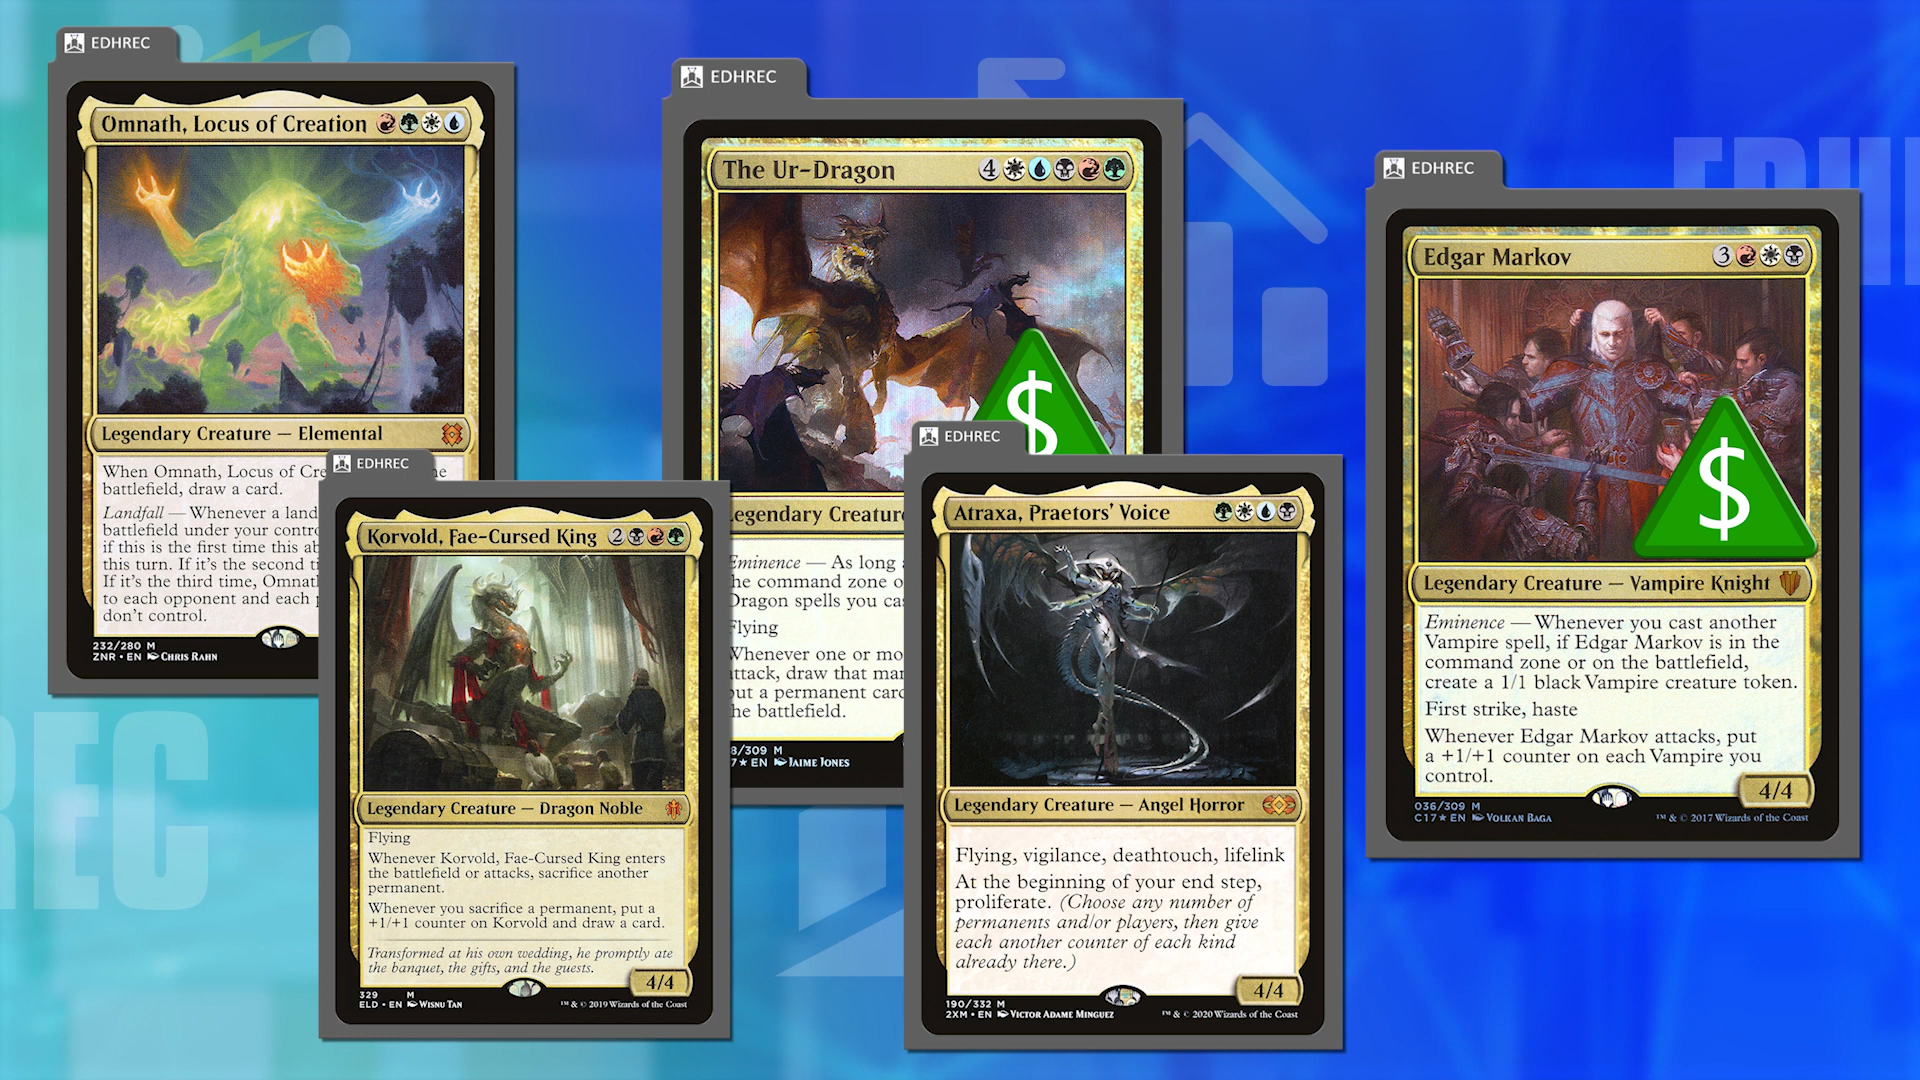 EDHREC
Omnath, Locus of Creation
Legendary Creature — Elemental
When Omnath, Locus of Cre
battlefield, draw a card.
Landfall — Whenever a land
battlefield under your contro
if this is the first time this ab
this turn. If it's the second ti
If it's the third time, Omnat
to each opponent and each
don't control.
232/280 M
ZNR • EN Chris Rahn
EDHREC
Korvold, Fae-Cursed King 2
Legendary Creature — Dragon Noble
Flying
Whenever Korvold, Fae-Cursed King enters
the battlefield or attacks, sacrifice another
permanent.
Whenever you sacrifice a permanent, put a
+1/+1 counter on Korvold and draw a card.
Transformed at his own wedding, he promptly ate
the banquet, the gifts, and the guests.
4/4
329 M
ELD • EN Wisnu Tan
™ & © 2019 Wizards of the Coast
EDHREC
The Ur-Dragon 4
$
Legendary Creature
Eminence — As long
he command zone o
Dragon spells you cas
Flying
Whenever one or mo
attack, draw that man
put a permanent card
he battlefield.
8/309 M
7★EN Jaime Jones
EDHREC
Atraxa, Praetors' Voice
Legendary Creature — Angel Horror
Flying, vigilance, deathtouch, lifelink
At the beginning of your end step,
proliferate. (Choose any number of
permanents and/or players, then give
each another counter of each kind
already there.)
4/4
190/332 M
2XM • EN Victor Adame Minguez
™ & © 2020 Wizards of the Coast
EDHREC
Edgar Markov 3
$
Legendary Creature — Vampire Knight
Eminence — Whenever you cast another
Vampire spell, if Edgar Markov is in the
command zone or on the battlefield,
create a 1/1 black Vampire creature token.
First strike, haste
Whenever Edgar Markov attacks, put
a +1/+1 counter on each Vampire you
control.
4/4
036/309 M
C17★EN Volkan Baga
™ & © 2017 Wizards of the Coast
REC
EDH